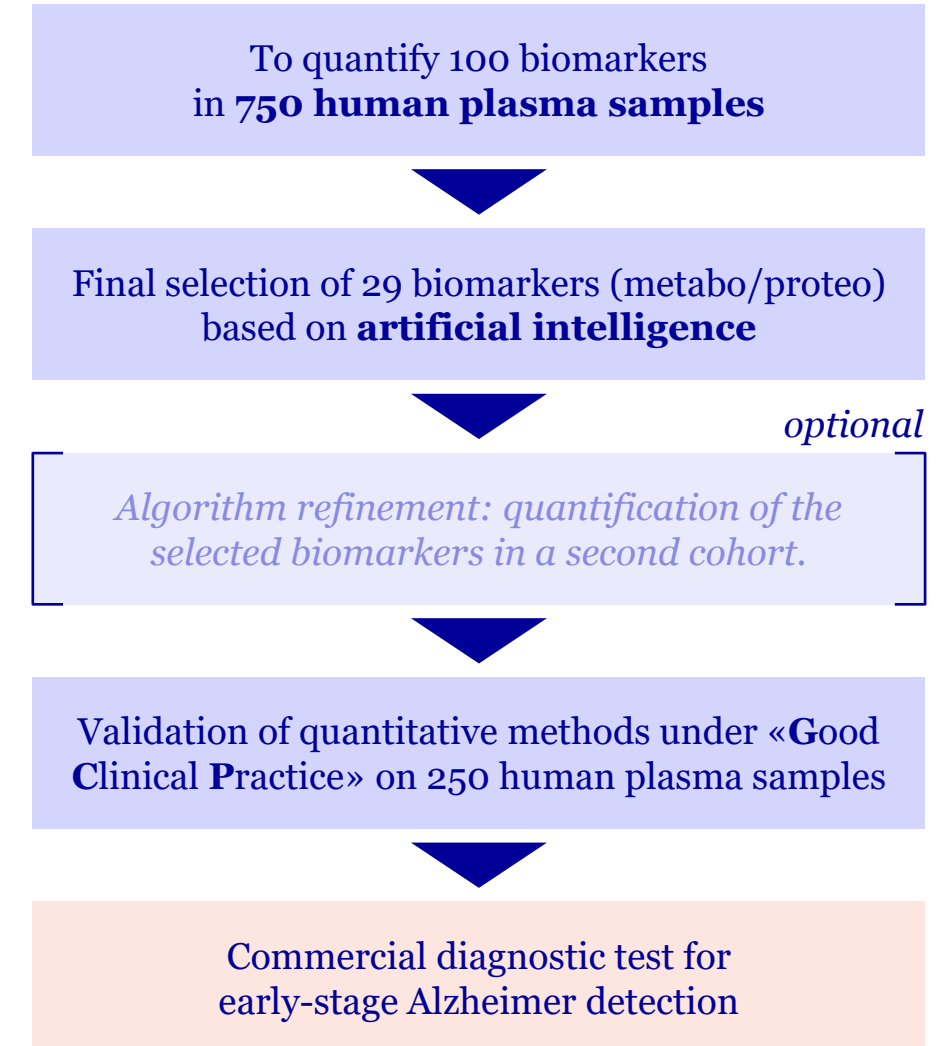 To quantify 100 biomarkers
in 750 human plasma samples
Final selection of 29 biomarkers (metabo/proteo)
based on artificial intelligence
optional
Algorithm refinement: quantification of the
selected biomarkers in a second cohort.
Validation of quantitative methods under «Good
Clinical Practice» on 250 human plasma samples
Commercial diagnostic test for
early-stage Alzheimer detection